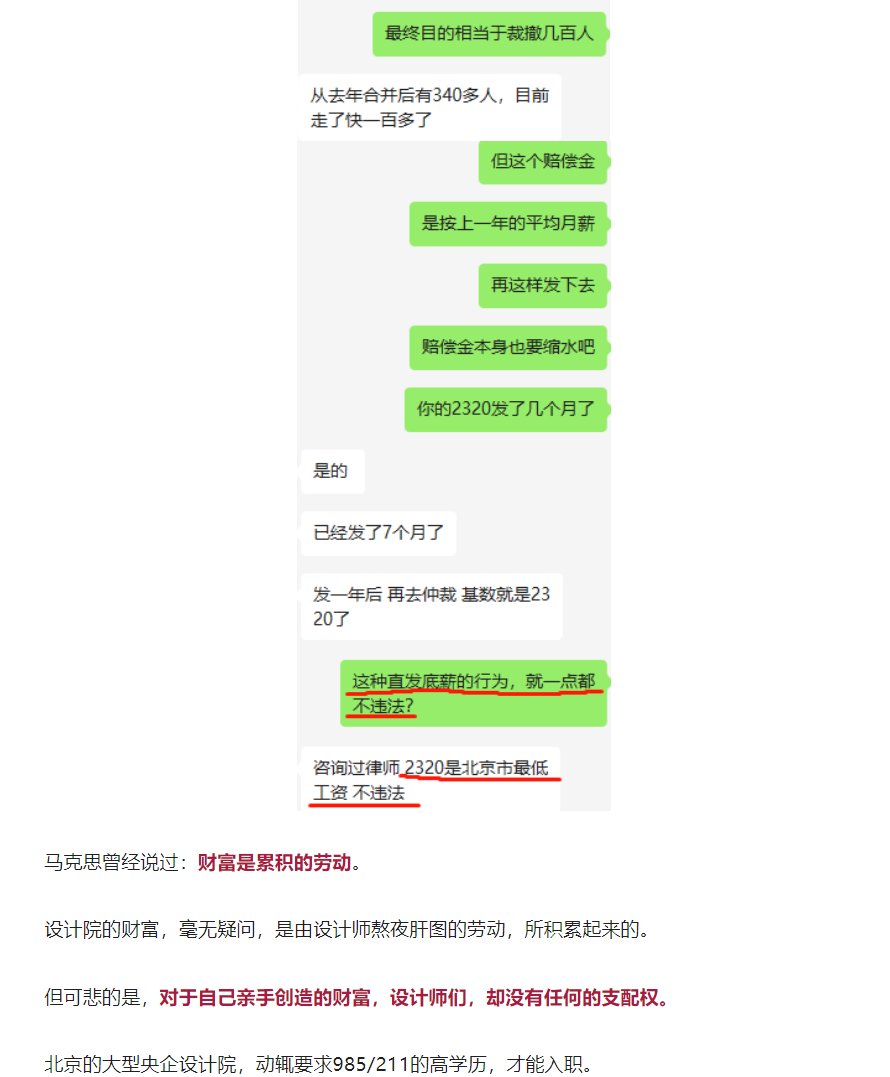 最终目的相当于裁撤几百人
从去年合并后有340多人，目前
走了快一百多了
但这个赔偿金
是按上一年的平均月薪
再这样发下去
赔偿金本身也要缩水吧
你的2320发了几个月了
是的
已经发了7个月了
发一年后 再去仲裁 基数就是23
20了
这种直发底薪的行为，就一点都
不违法?
咨询过律师 2320是北京市最低
工资 不违法
马克思曾经说过：财富是累积的劳动。
设计院的财富，毫无疑问，是由设计师熬夜肝图的劳动，所积累起来的。
但可悲的是，对于自己亲手创造的财富，设计师们，却没有任何的支配权。
北京的大型央企设计院，动辄要求985/211的高学历，才能入职。